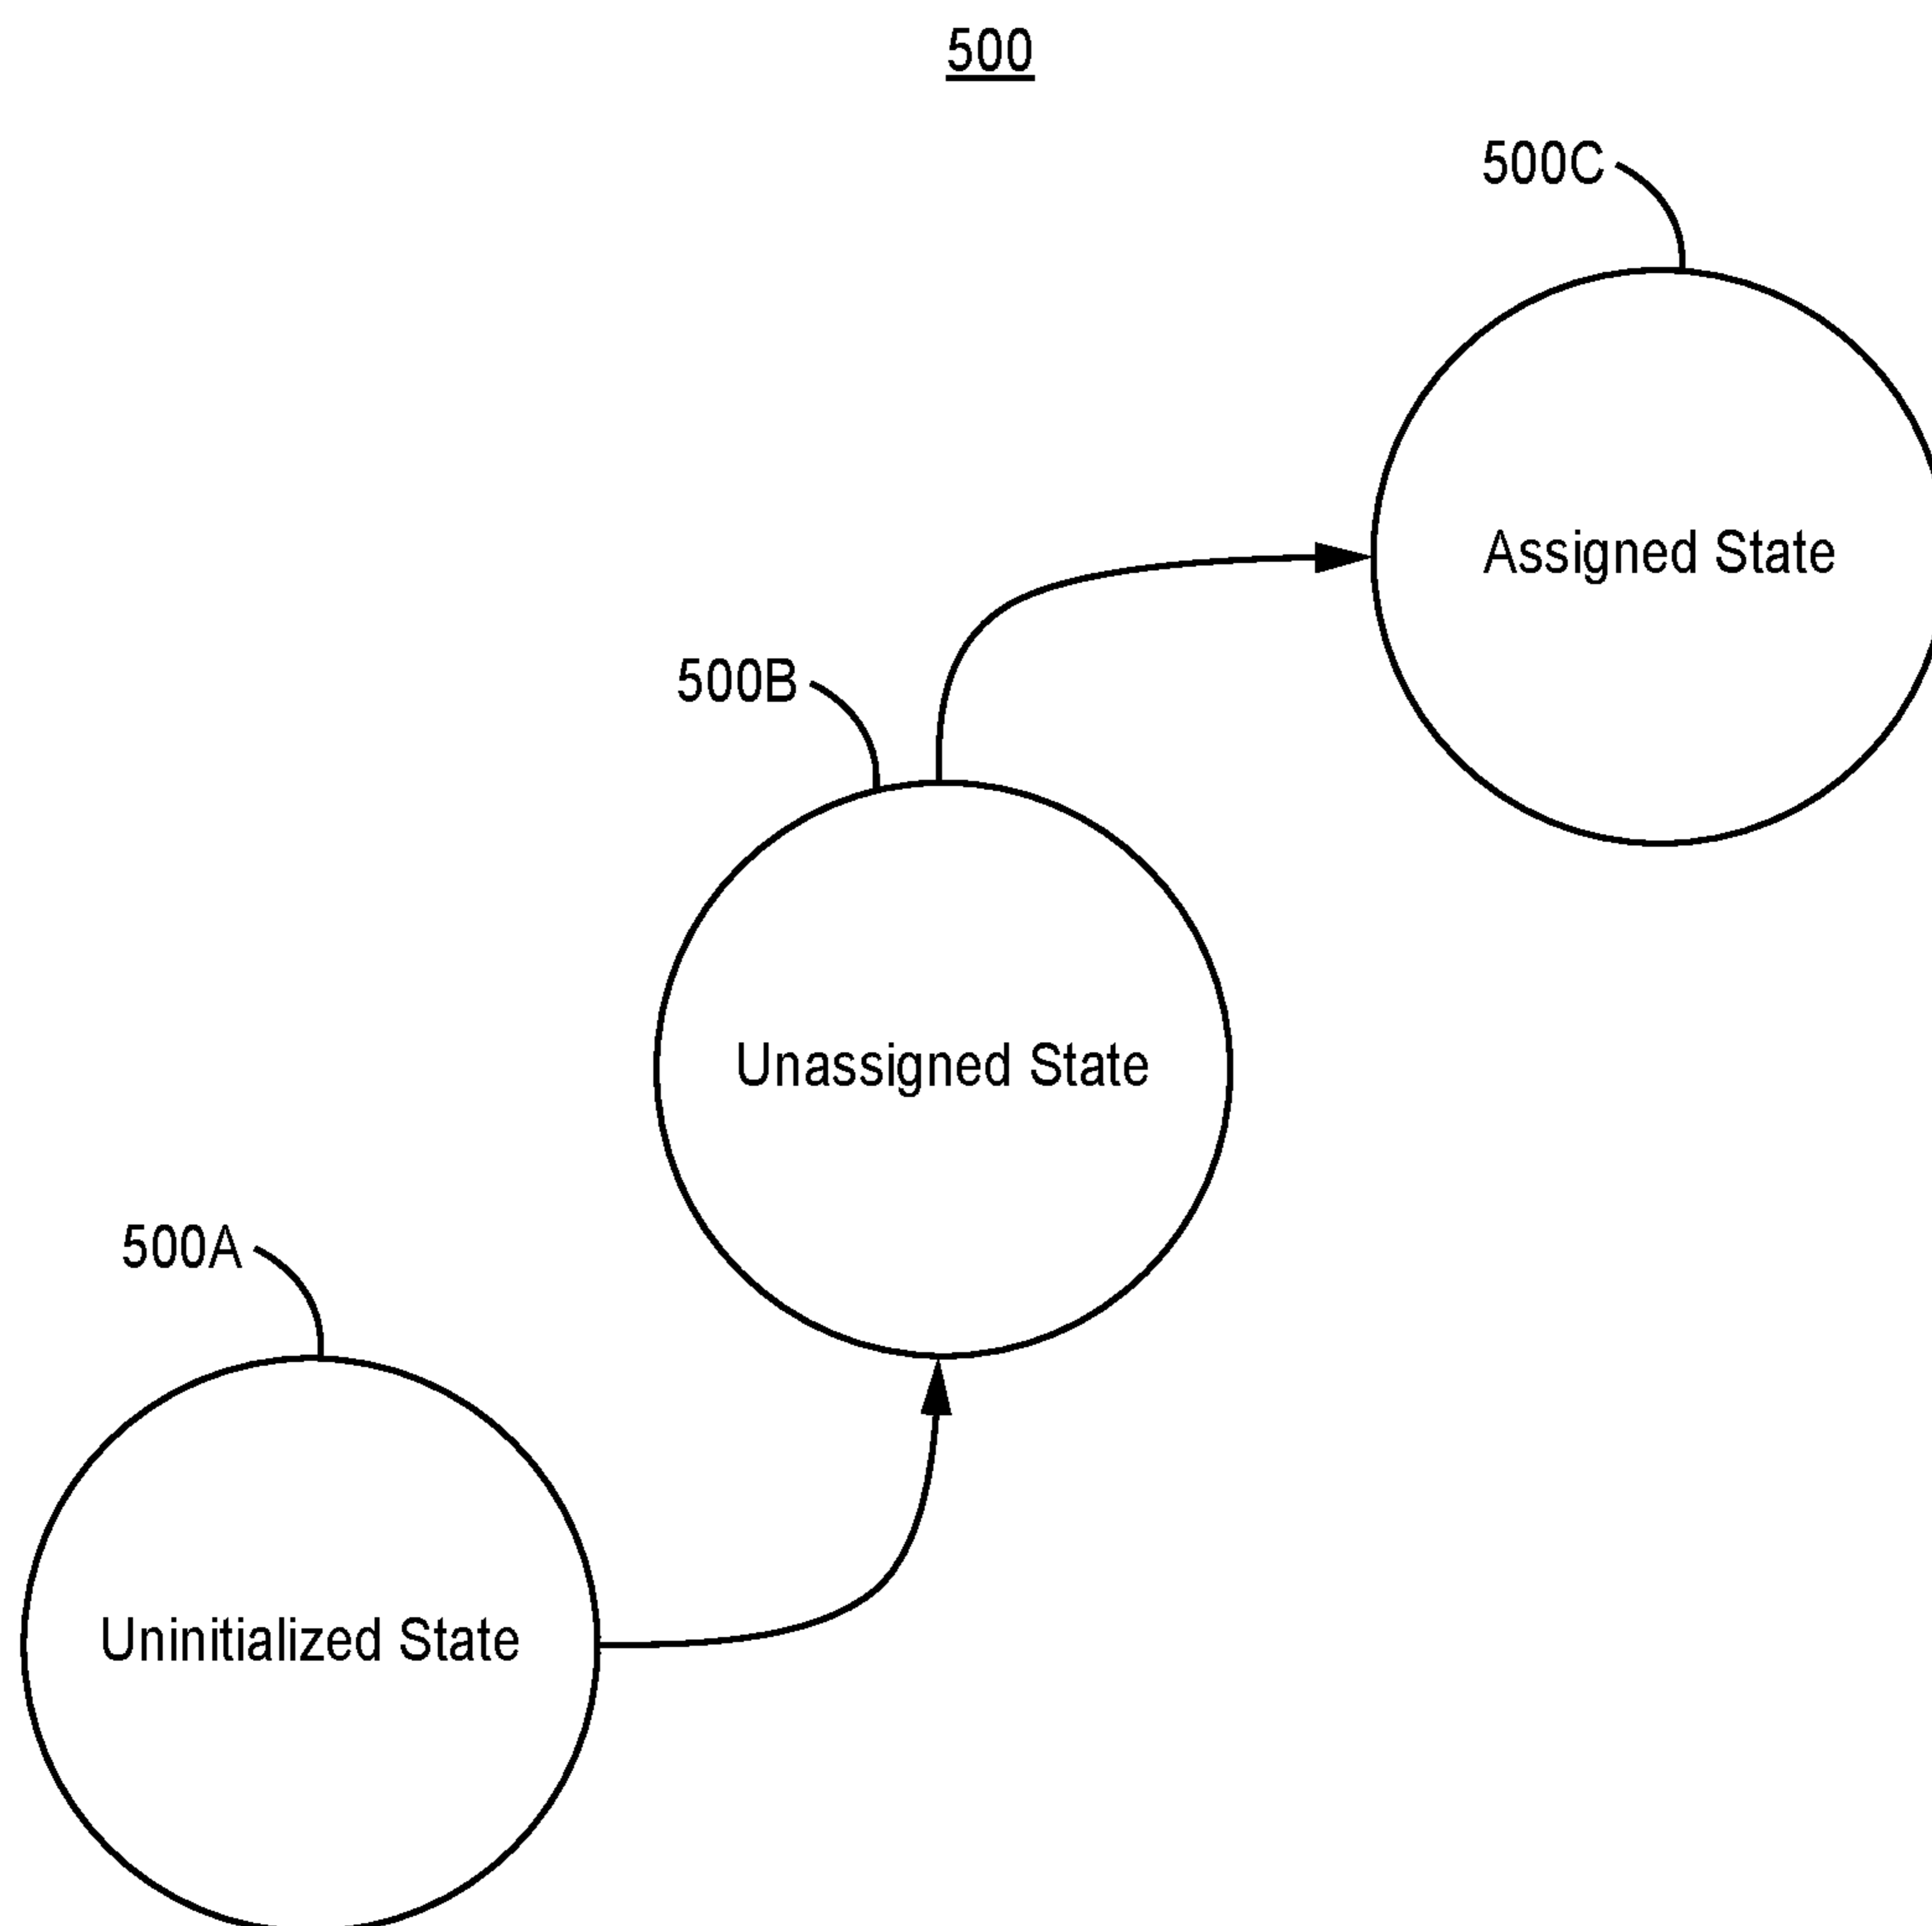 500
500C
Assigned State
500B
Unassigned State
500A
Uninitialized State